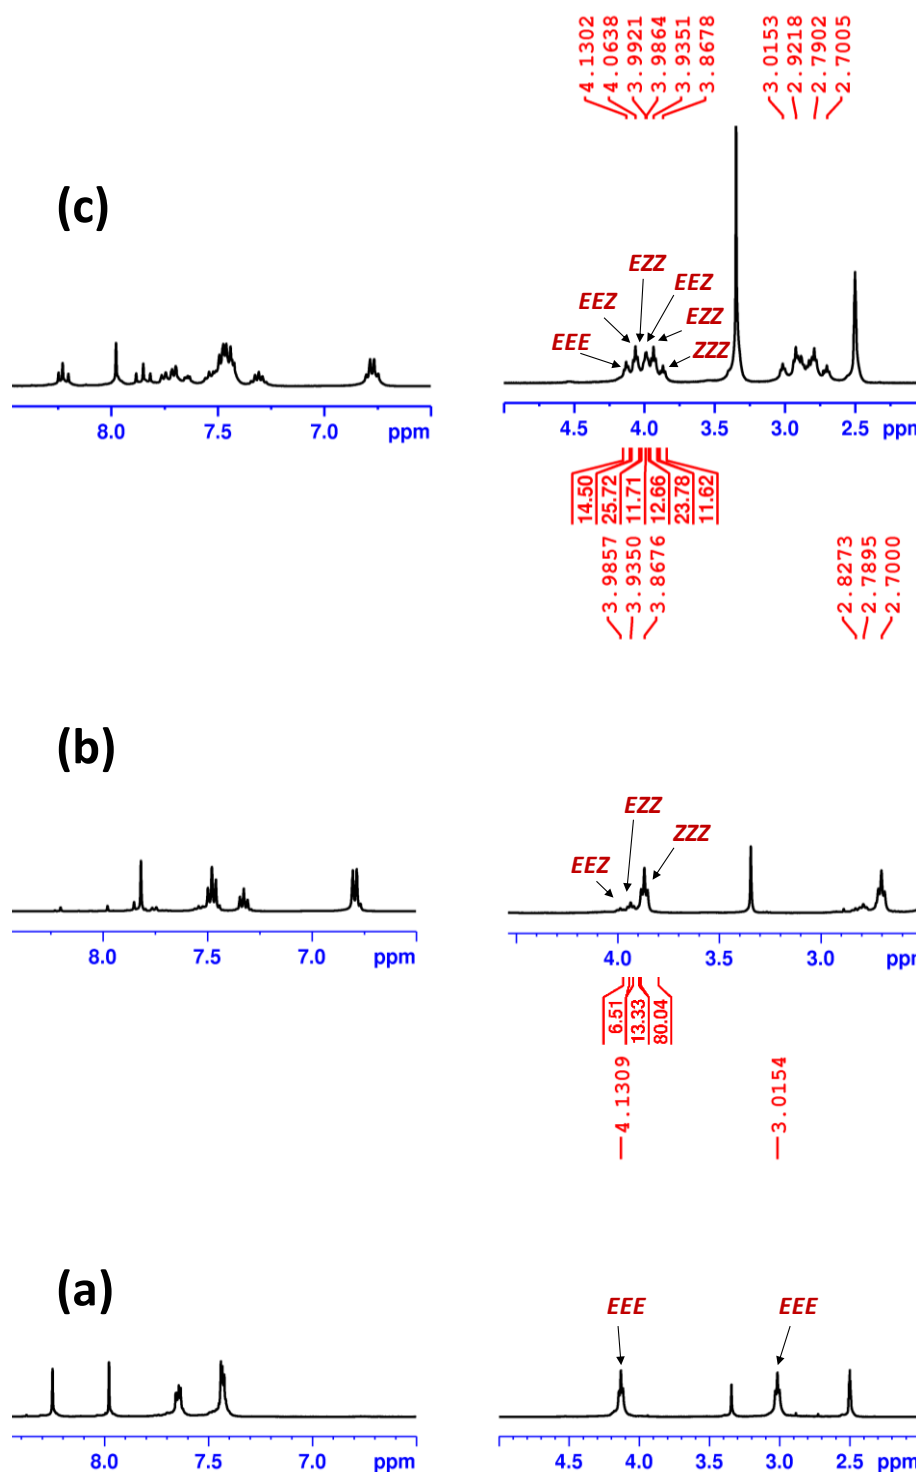 4.1302
4.0638
3.9921
3.9864
3.9351
3.8678
3.0153
2.9218
2.7902
2.7005
(c)
EZZ
EEZ
EEZ
EZZ
EEE
ZZZ
8.0 7.5 7.0 ppm
4.5 4.0 3.5 3.0 2.5 ppm
14.50
25.72
11.71
12.66
23.78
11.62
3.9857
3.9350
3.8676
2.8273
2.7895
2.7000
(b)
EZZ
ZZZ
EEZ
8.0 7.5 7.0 ppm
4.0 3.5 3.0 ppm
6.51
13.33
80.04
4.1309
3.0154
(a)
EEE EEE
8.0 7.5 7.0 ppm
4.5 4.0 3.5 3.0 2.5 ppm